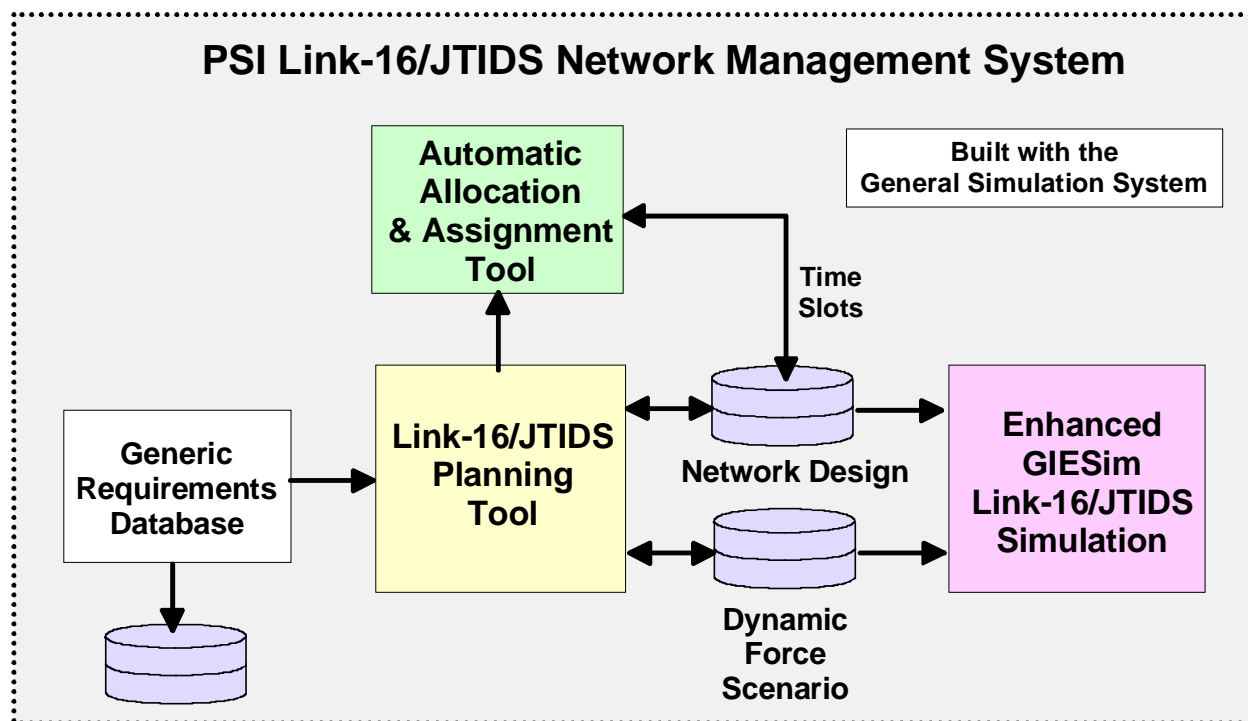 PSI Link-16/JTIDS Network Management System
Automatic
Allocation
& Assignment
Tool
Built with the
General Simulation System
Time
Slots
Generic
Requirements
Database
Link-16/JTIDS
Planning
Tool
Network Design
Dynamic
Force
Scenario
Enhanced
GIESim
Link-16/JTIDS
Simulation